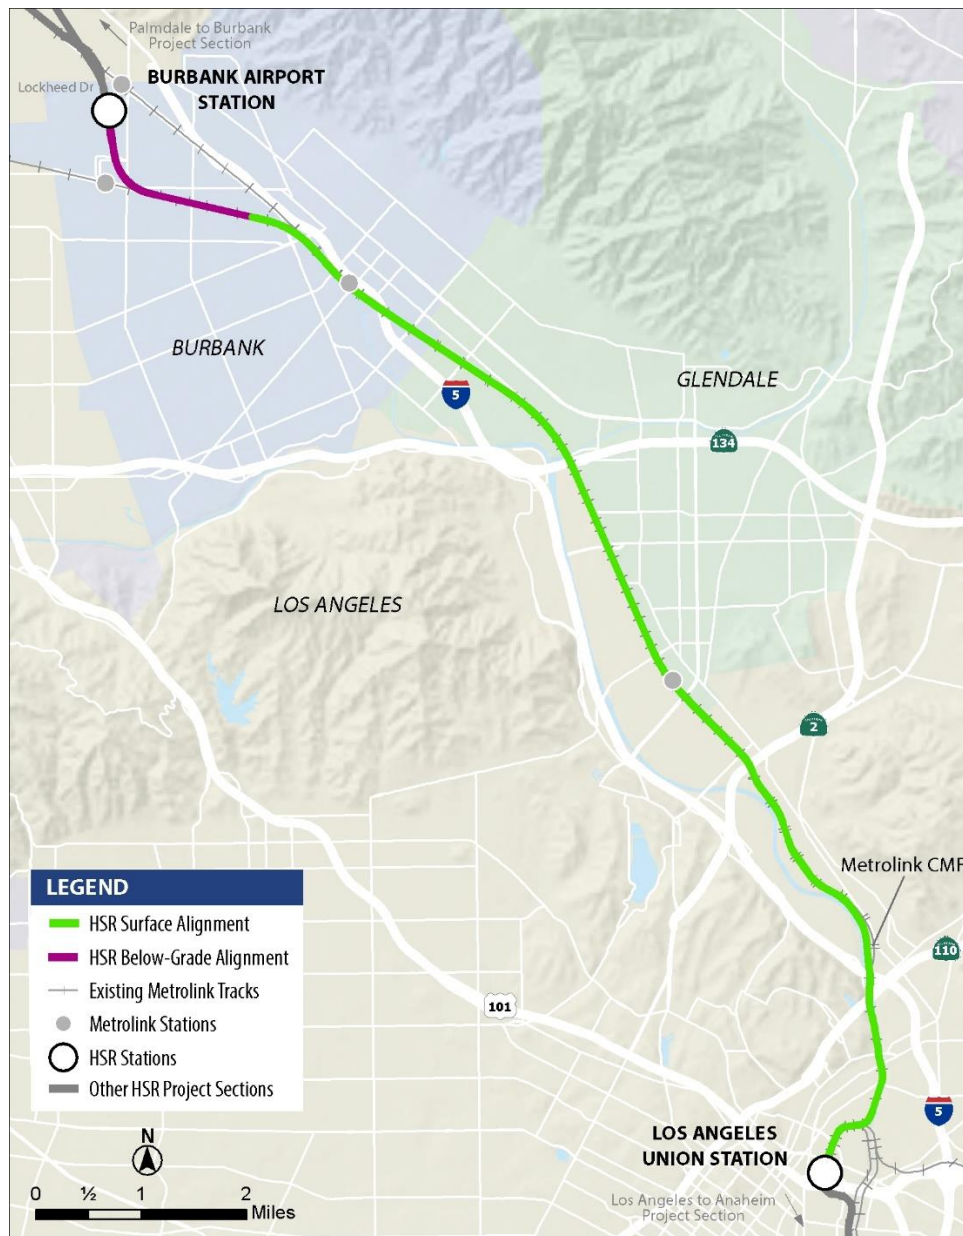 Palmdale to Burbank
Project Section
Lockheed Dr
BURBANK AIRPORT
STATION
BURBANK
GLENDALE
5
134
LOS ANGELES
2
Metrolink CMF
110
101
5
LEGEND
HSR Surface Alignment
HSR Below-Grade Alignment
Existing Metrolink Tracks
Metrolink Stations
HSR Stations
Other HSR Project Sections
N
0 ½ 1 2
Miles
LOS ANGELES
UNION STATION
Los Angeles to Anaheim
Project Section